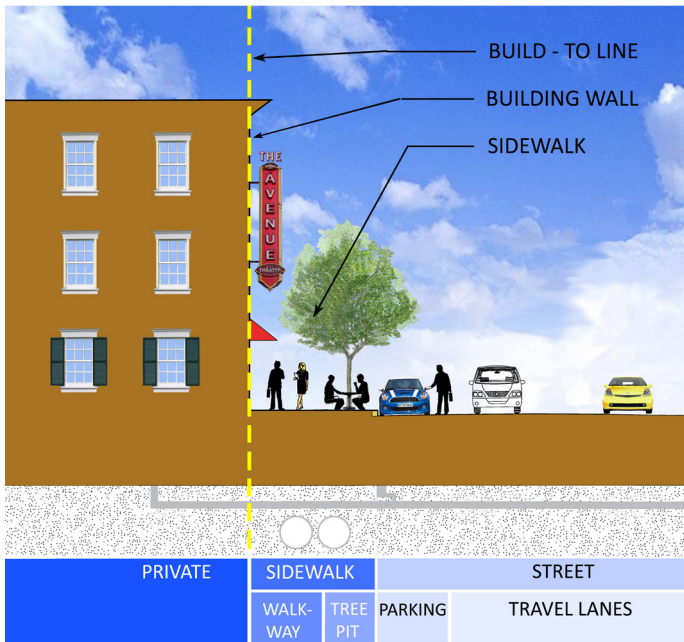 BUILD - TO LINE
BUILDING WALL
SIDEWALK
THE
AVENUE
THEATRE
PRIVATE
SIDEWALK
STREET
WALK-
WAY
TREE
PIT
PARKING
TRAVEL LANES